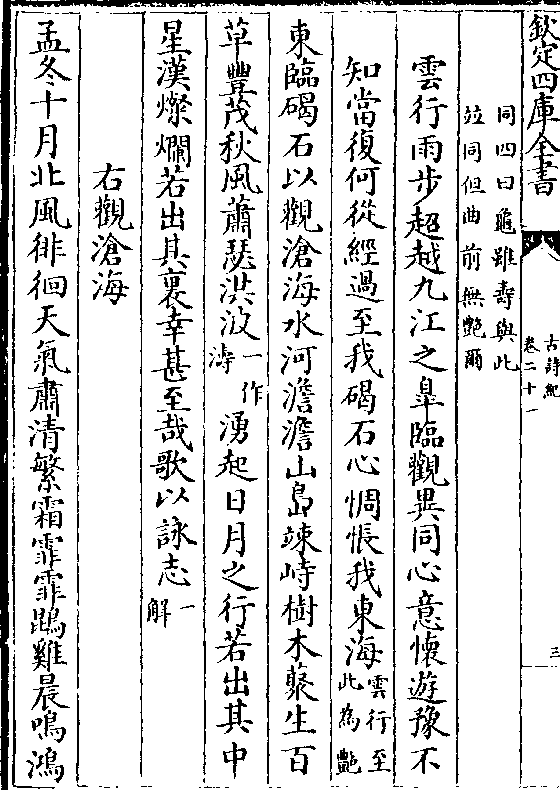 欽定四庫全書
古詩紀
卷二十一
三
同四曰龜雖壽與此
竝同但曲前無艶爾
雲行雨步超越九江之臯臨觀異同心意懷遊豫不
知當復何從經過至我碣石心惆悵我東海雲行至此為艶
東臨碣石以觀滄海水河澹澹山島竦峙樹木藂生百
草豐茂秋風蕭瑟洪波一作濤湧起日月之行若出其中
星漢燦爛若出其裏幸甚至哉歌以詠志一解
右觀滄海
孟冬十月北風徘徊天氣肅清繁霜霏霏鵾雞晨鳴鴻